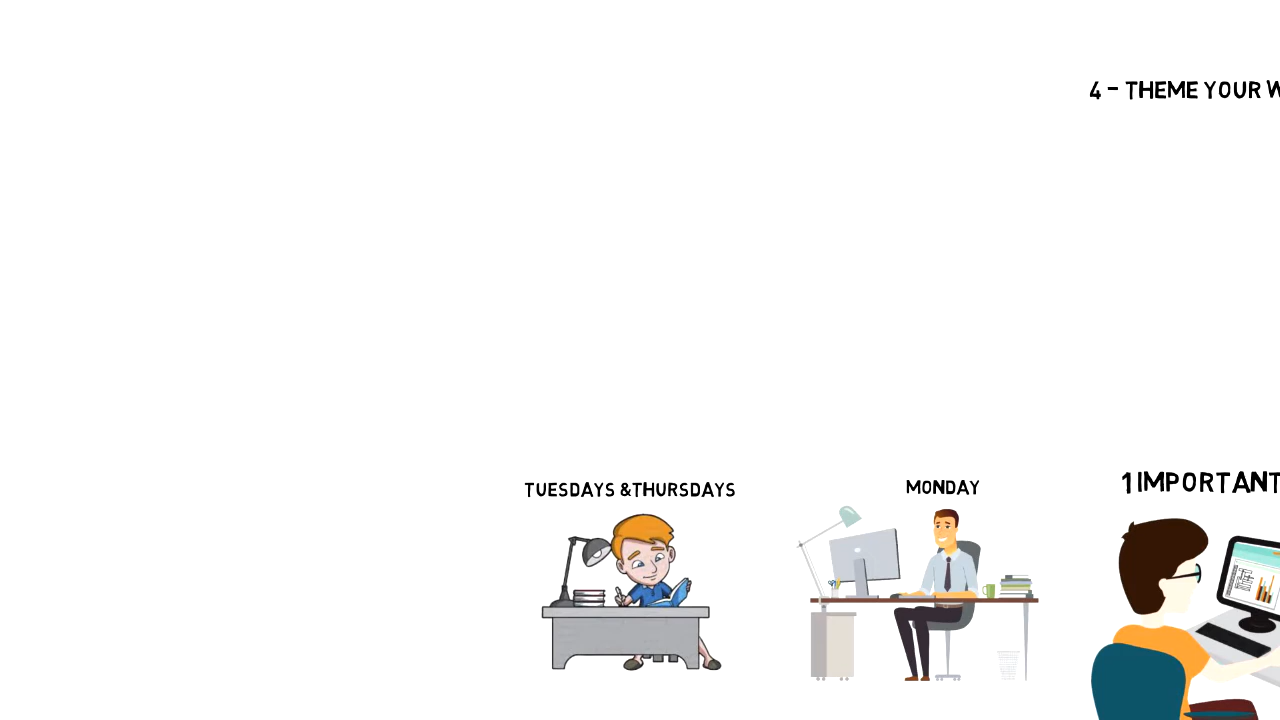 4 - THEME YOUR
TUESDAYS &THURSDAYS
MONDAY
1 IMPORTANT